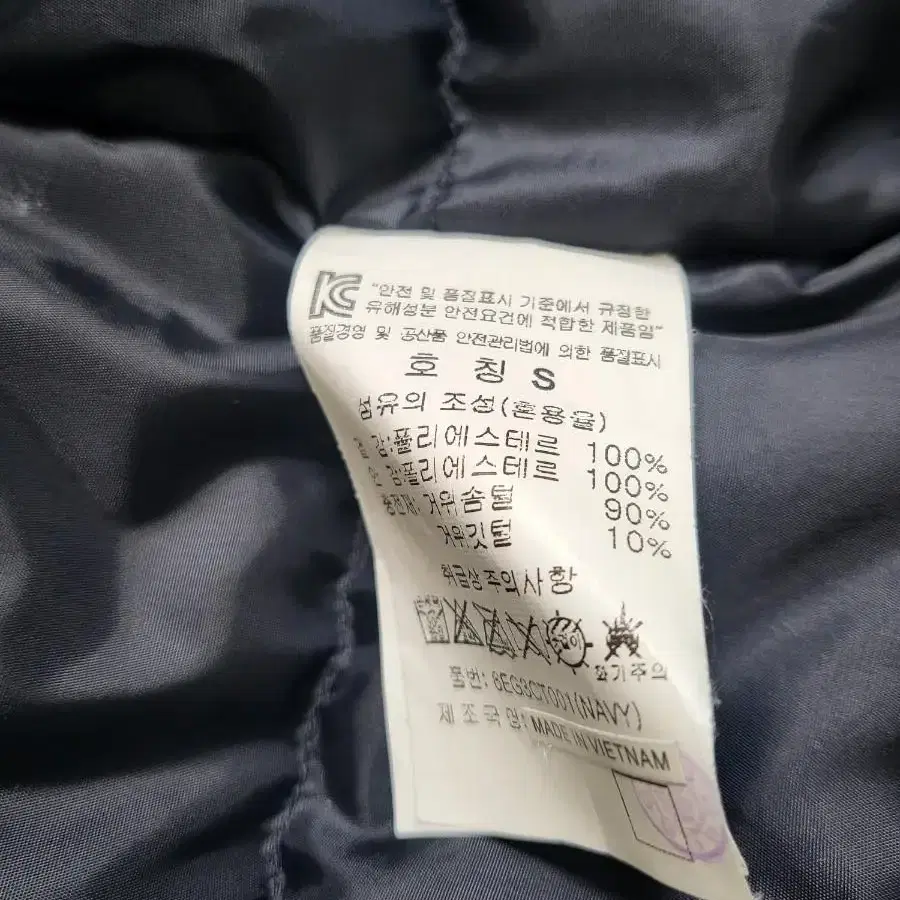 "안전 및 품질표시 기준에서 규정한
유해성분 안전요건에 적합한 제품임"
품질경영 및 공산품 안전관리법에 의한 품질표시
호 칭 S
섬유의 조성(혼용율)
겉 감:폴리에스테르 100%
안 감:폴리에스테르 100%
충전재: 거위솜털 90%
거위깃털 10%
취급상주의사항
화기주의
품번: 6EG3CT001(NAVY)
제조국명: MADE IN VIETNAM